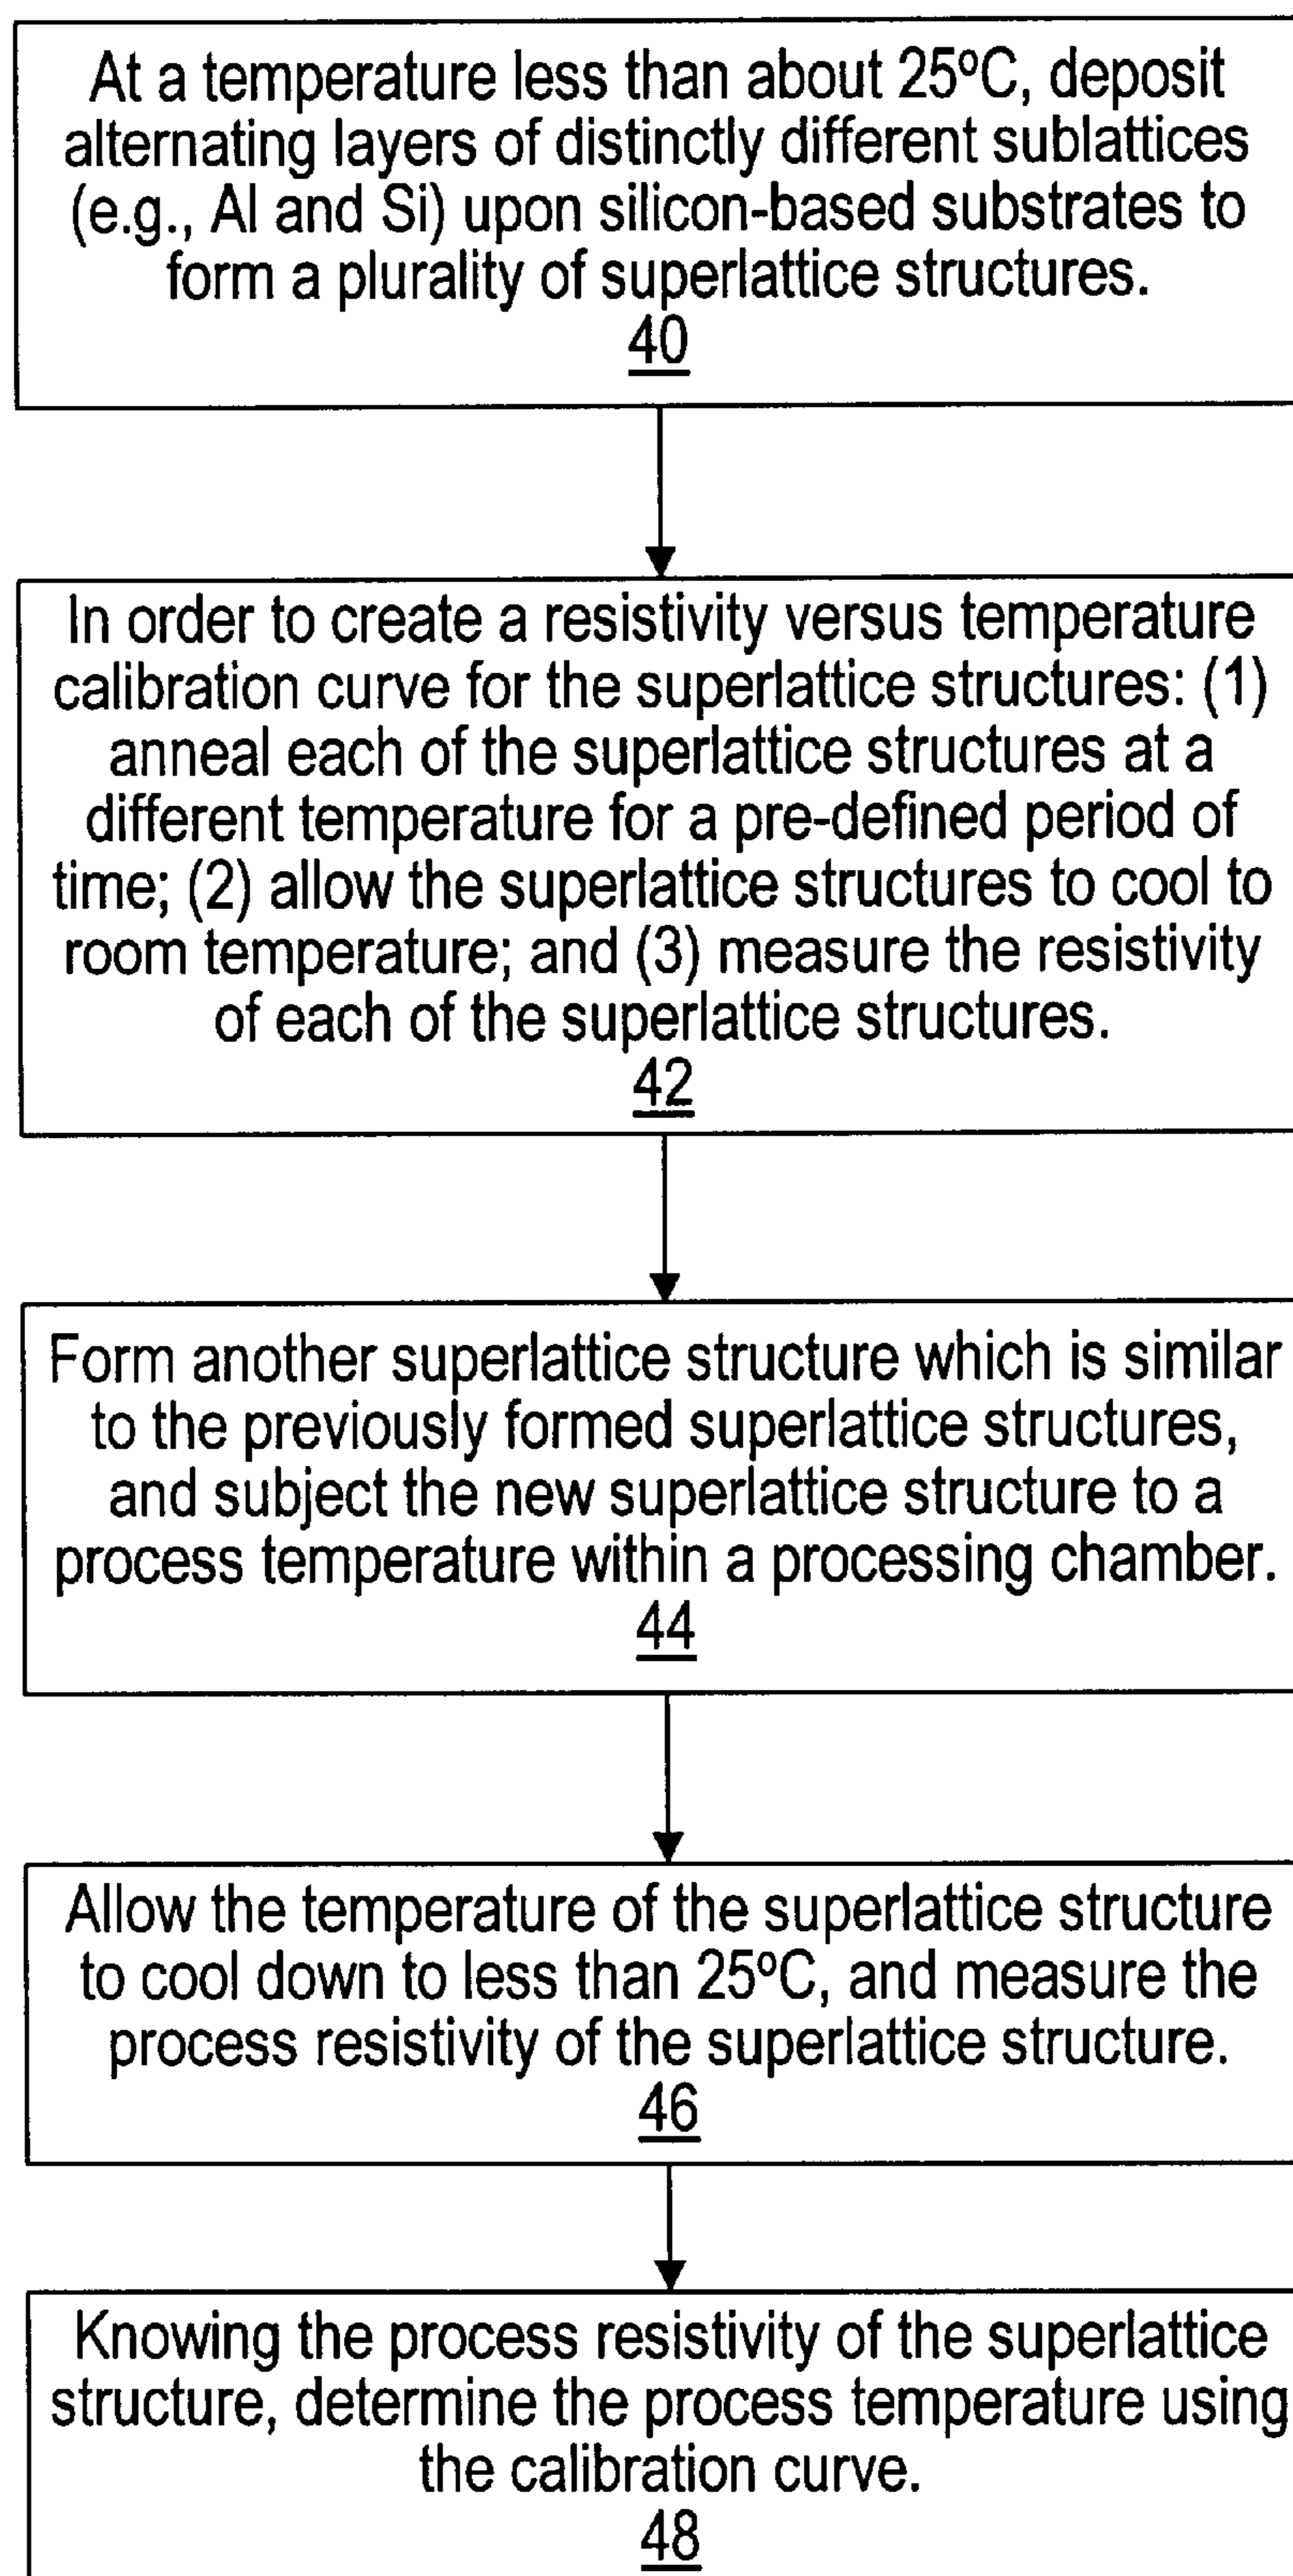 At a temperature less than about 25ºC, deposit
alternating layers of distinctly different sublattices
(e.g., Al and Si) upon silicon-based substrates to
form a plurality of superlattice structures.
40
In order to create a resistivity versus temperature
calibration curve for the superlattice structures: (1)
anneal each of the superlattice structures at a
different temperature for a pre-defined period of
time; (2) allow the superlattice structures to cool to
room temperature; and (3) measure the resistivity
of each of the superlattice structures.
42
Form another superlattice structure which is similar
to the previously formed superlattice structures,
and subject the new superlattice structure to a
process temperature within a processing chamber.
44
Allow the temperature of the superlattice structure
to cool down to less than 25ºC, and measure the
process resistivity of the superlattice structure.
46
Knowing the process resistivity of the superlattice
structure, determine the process temperature using
the calibration curve.
48